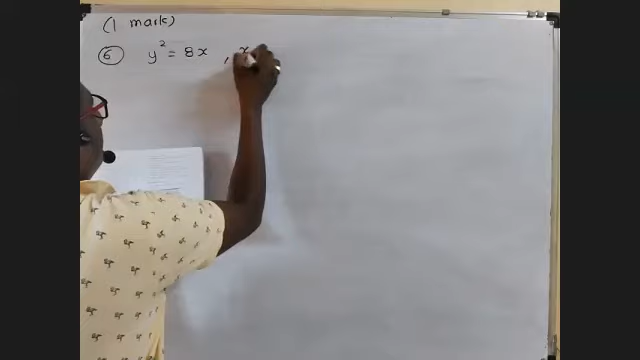 (1 mark)
⑥ y² = 8x , x